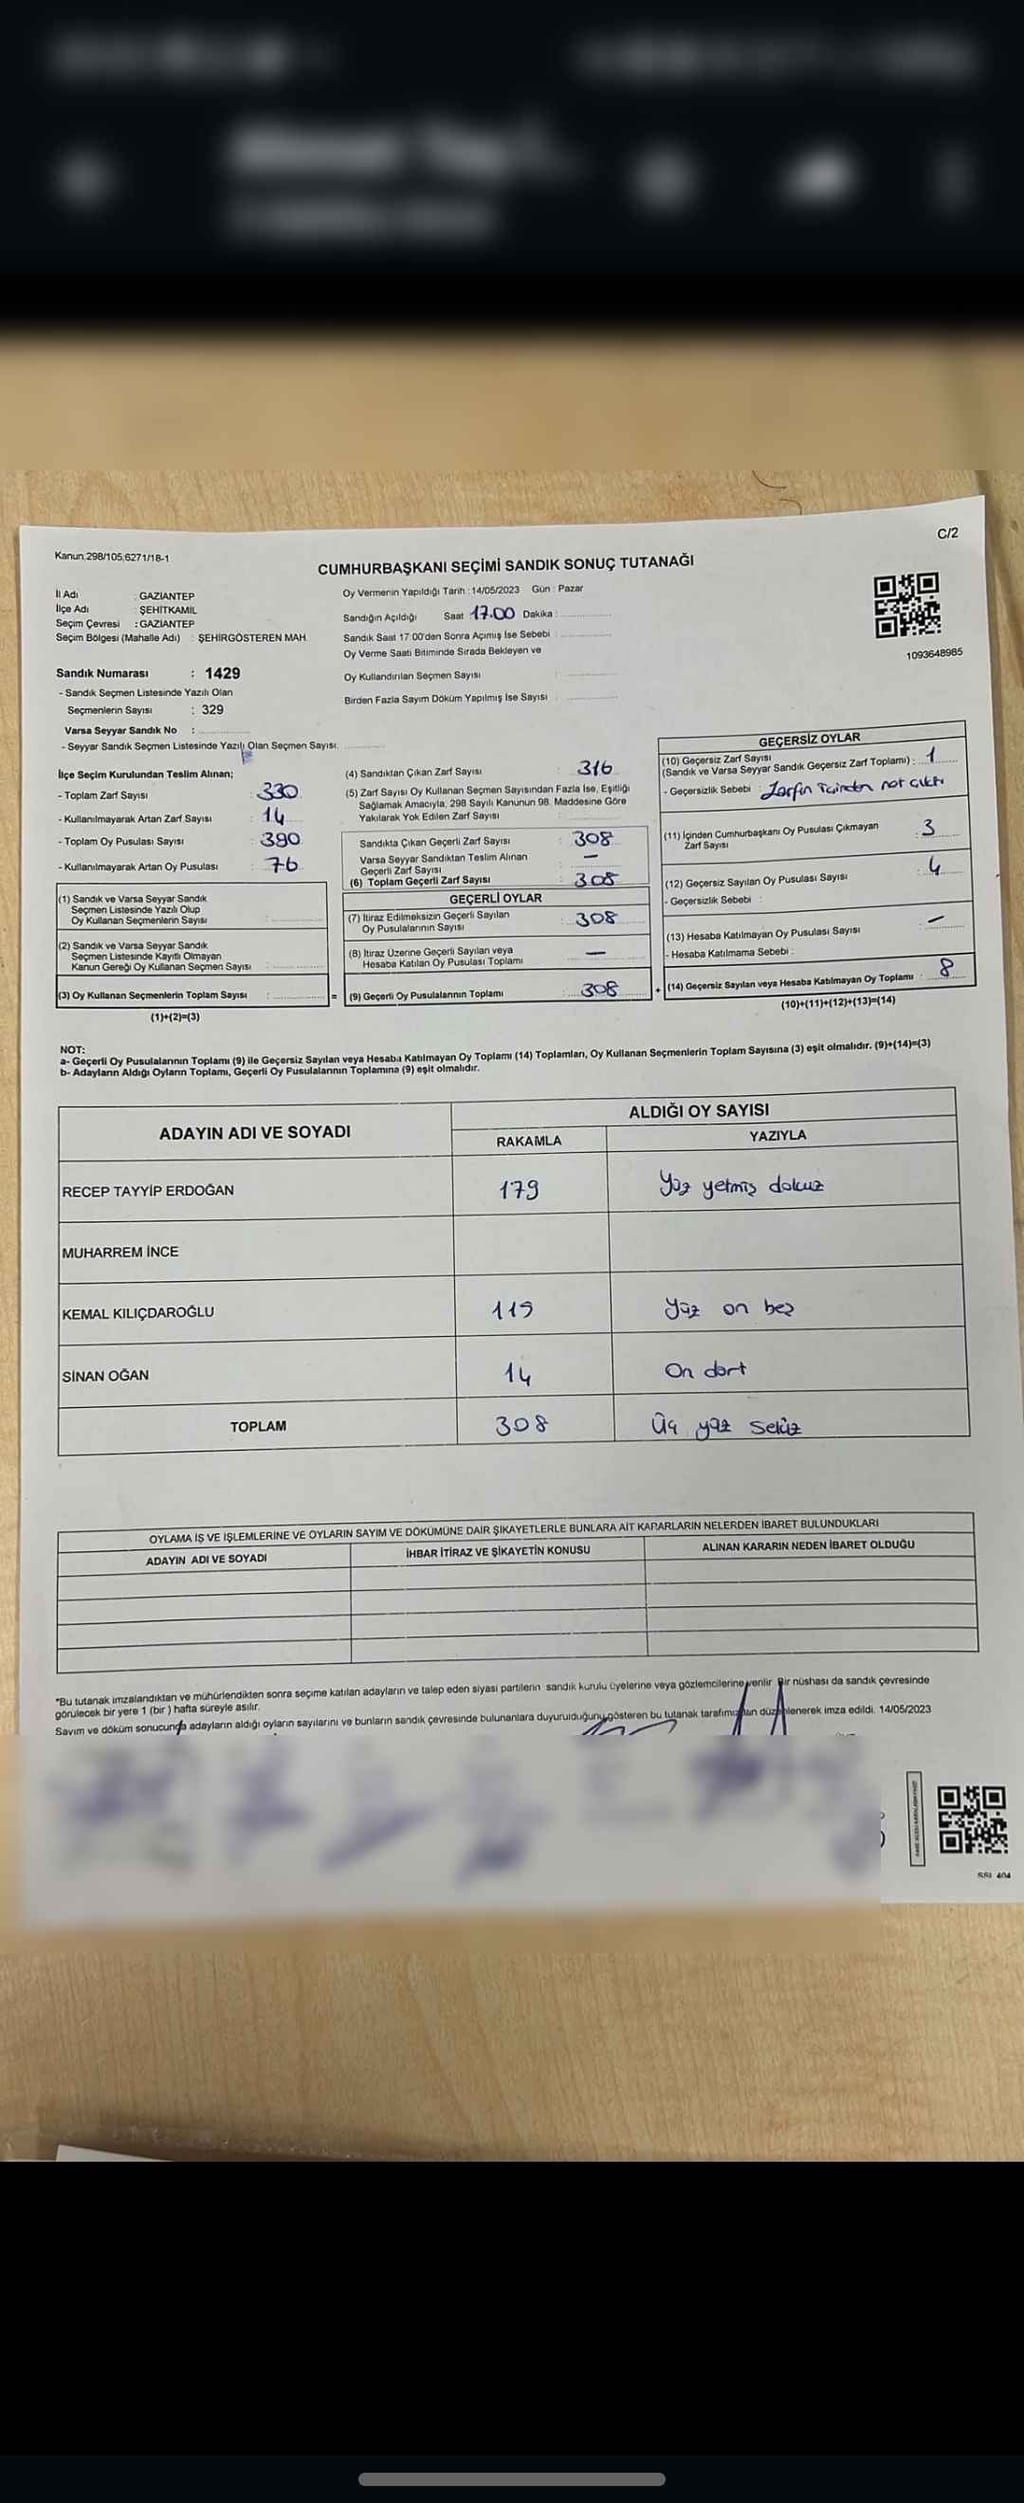 C/2
Kanun 298/105,6271/18-1
CUMHURBAŞKANI SEÇİMİ SANDIK SONUÇ TUTANAĞI
İl Adı : GAZİANTEP
İlçe Adı : ŞEHİTKAMİL
Seçim Çevresi : GAZİANTEP
Seçim Bölgesi (Mahalle Adı) : ŞEHİRGÖSTEREN MAH.
Oy Vermenin Yapıldığı Tarih : 14/05/2023 Gün : Pazar
Sandığın Açıldığı Saat 17.00 Dakika :
Sandık Saat 17:00'den Sonra Açımış İse Sebebi :
Oy Verme Saati Bitiminde Sırada Bekleyen ve
Oy Kullandırılan Seçmen Sayısı :
Birden Fazla Sayım Döküm Yapılmış İse Sayısı :
1093648985
Sandık Numarası : 1429
- Sandık Seçmen Listesinde Yazılı Olan
Seçmenlerin Sayısı : 329
Varsa Seyyar Sandık No :
- Seyyar Sandık Seçmen Listesinde Yazılı Olan Seçmen Sayısı:
İlçe Seçim Kurulundan Teslim Alınan;
- Toplam Zarf Sayısı : 330
- Kullanılmayarak Artan Zarf Sayısı : 14
- Toplam Oy Pusulası Sayısı : 390
- Kullanılmayarak Artan Oy Pusulası : 76
(1) Sandık ve Varsa Seyyar Sandık
Seçmen Listesinde Yazılı Olup
Oy Kullanan Seçmenlerin Sayısı :
(2) Sandık ve Varsa Seyyar Sandık
Seçmen Listesinde Kayıtlı Olmayan
Kanun Gereği Oy Kullanan Seçmen Sayısı :
(3) Oy Kullanan Seçmenlerin Toplam Sayısı :
(1)+(2)=(3)
(4) Sandıktan Çıkan Zarf Sayısı : 316
(5) Zarf Sayısı Oy Kullanan Seçmen Sayısından Fazla İse, Eşitliği
Sağlamak Amacıyla, 298 Sayılı Kanunun 98. Maddesine Göre
Yakılarak Yok Edilen Zarf Sayısı :
Sandıkta Çıkan Geçerli Zarf Sayısı : 308
Varsa Seyyar Sandıktan Teslim Alınan
Geçerli Zarf Sayısı : —
(6) Toplam Geçerli Zarf Sayısı : 308
GEÇERLİ OYLAR
(7) İtiraz Edilmeksizin Geçerli Sayılan
Oy Pusulalarının Sayısı : 308
(8) İtiraz Üzerine Geçerli Sayılan veya
Hesaba Katılan Oy Pusulası Toplamı : —
= (9) Geçerli Oy Pusulalarının Toplamı : 308 +
GEÇERSİZ OYLAR
(10) Geçersiz Zarf Sayısı
(Sandık ve Varsa Seyyar Sandık Geçersiz Zarf Toplamı) : 1
- Geçersizlik Sebebi : Zarfın içinden not çıktı
(11) İçinden Cumhurbaşkanı Oy Pusulası Çıkmayan
Zarf Sayısı : 3
(12) Geçersiz Sayılan Oy Pusulası Sayısı : 4
- Geçersizlik Sebebi :
(13) Hesaba Katılmayan Oy Pusulası Sayısı : —
- Hesaba Katılmama Sebebi :
(14) Geçersiz Sayılan veya Hesaba Katılmayan Oy Toplamı : 8
(10)+(11)+(12)+(13)=(14)
NOT:
a- Geçerli Oy Pusulalarının Toplamı (9) ile Geçersiz Sayılan veya Hesaba Katılmayan Oy Toplamı (14) Toplamları, Oy Kullanan Seçmenlerin Toplam Sayısına (3) eşit olmalıdır. (9)+(14)=(3)
b- Adayların Aldığı Oyların Toplamı, Geçerli Oy Pusulalarının Toplamına (9) eşit olmalıdır.
ADAYIN ADI VE SOYADI
ALDIĞI OY SAYISI
RAKAMLA YAZIYLA
RECEP TAYYİP ERDOĞAN 179 Yüz yetmiş dokuz
MUHARREM İNCE
KEMAL KILIÇDAROĞLU 115 Yüz on beş
SİNAN OĞAN 14 On dört
TOPLAM 308 Üç yüz Sekiz
OYLAMA İŞ VE İŞLEMLERİNE VE OYLARIN SAYIM VE DÖKÜMÜNE DAİR ŞİKAYETLERLE BUNLARA AİT KARARLARIN NELERDEN İBARET BULUNDUKLARI
ADAYIN ADI VE SOYADI İHBAR İTİRAZ VE ŞİKAYETİN KONUSU ALINAN KARARIN NEDEN İBARET OLDUĞU
*Bu tutanak imzalandıktan ve mühürlendikten sonra seçime katılan adayların ve talep eden siyasi partilerin sandık kurulu üyelerine veya gözlemcilerine verilir. Bir nüshası da sandık çevresinde
görülecek bir yere 1 (bir ) hafta süreyle asılır.
Sayım ve döküm sonucunda adayların aldığı oyların sayılarını ve bunların sandık çevresinde bulunanlara duyurulduğunu gösteren bu tutanak tarafımızdan düzenlenerek imza edildi. 14/05/2023